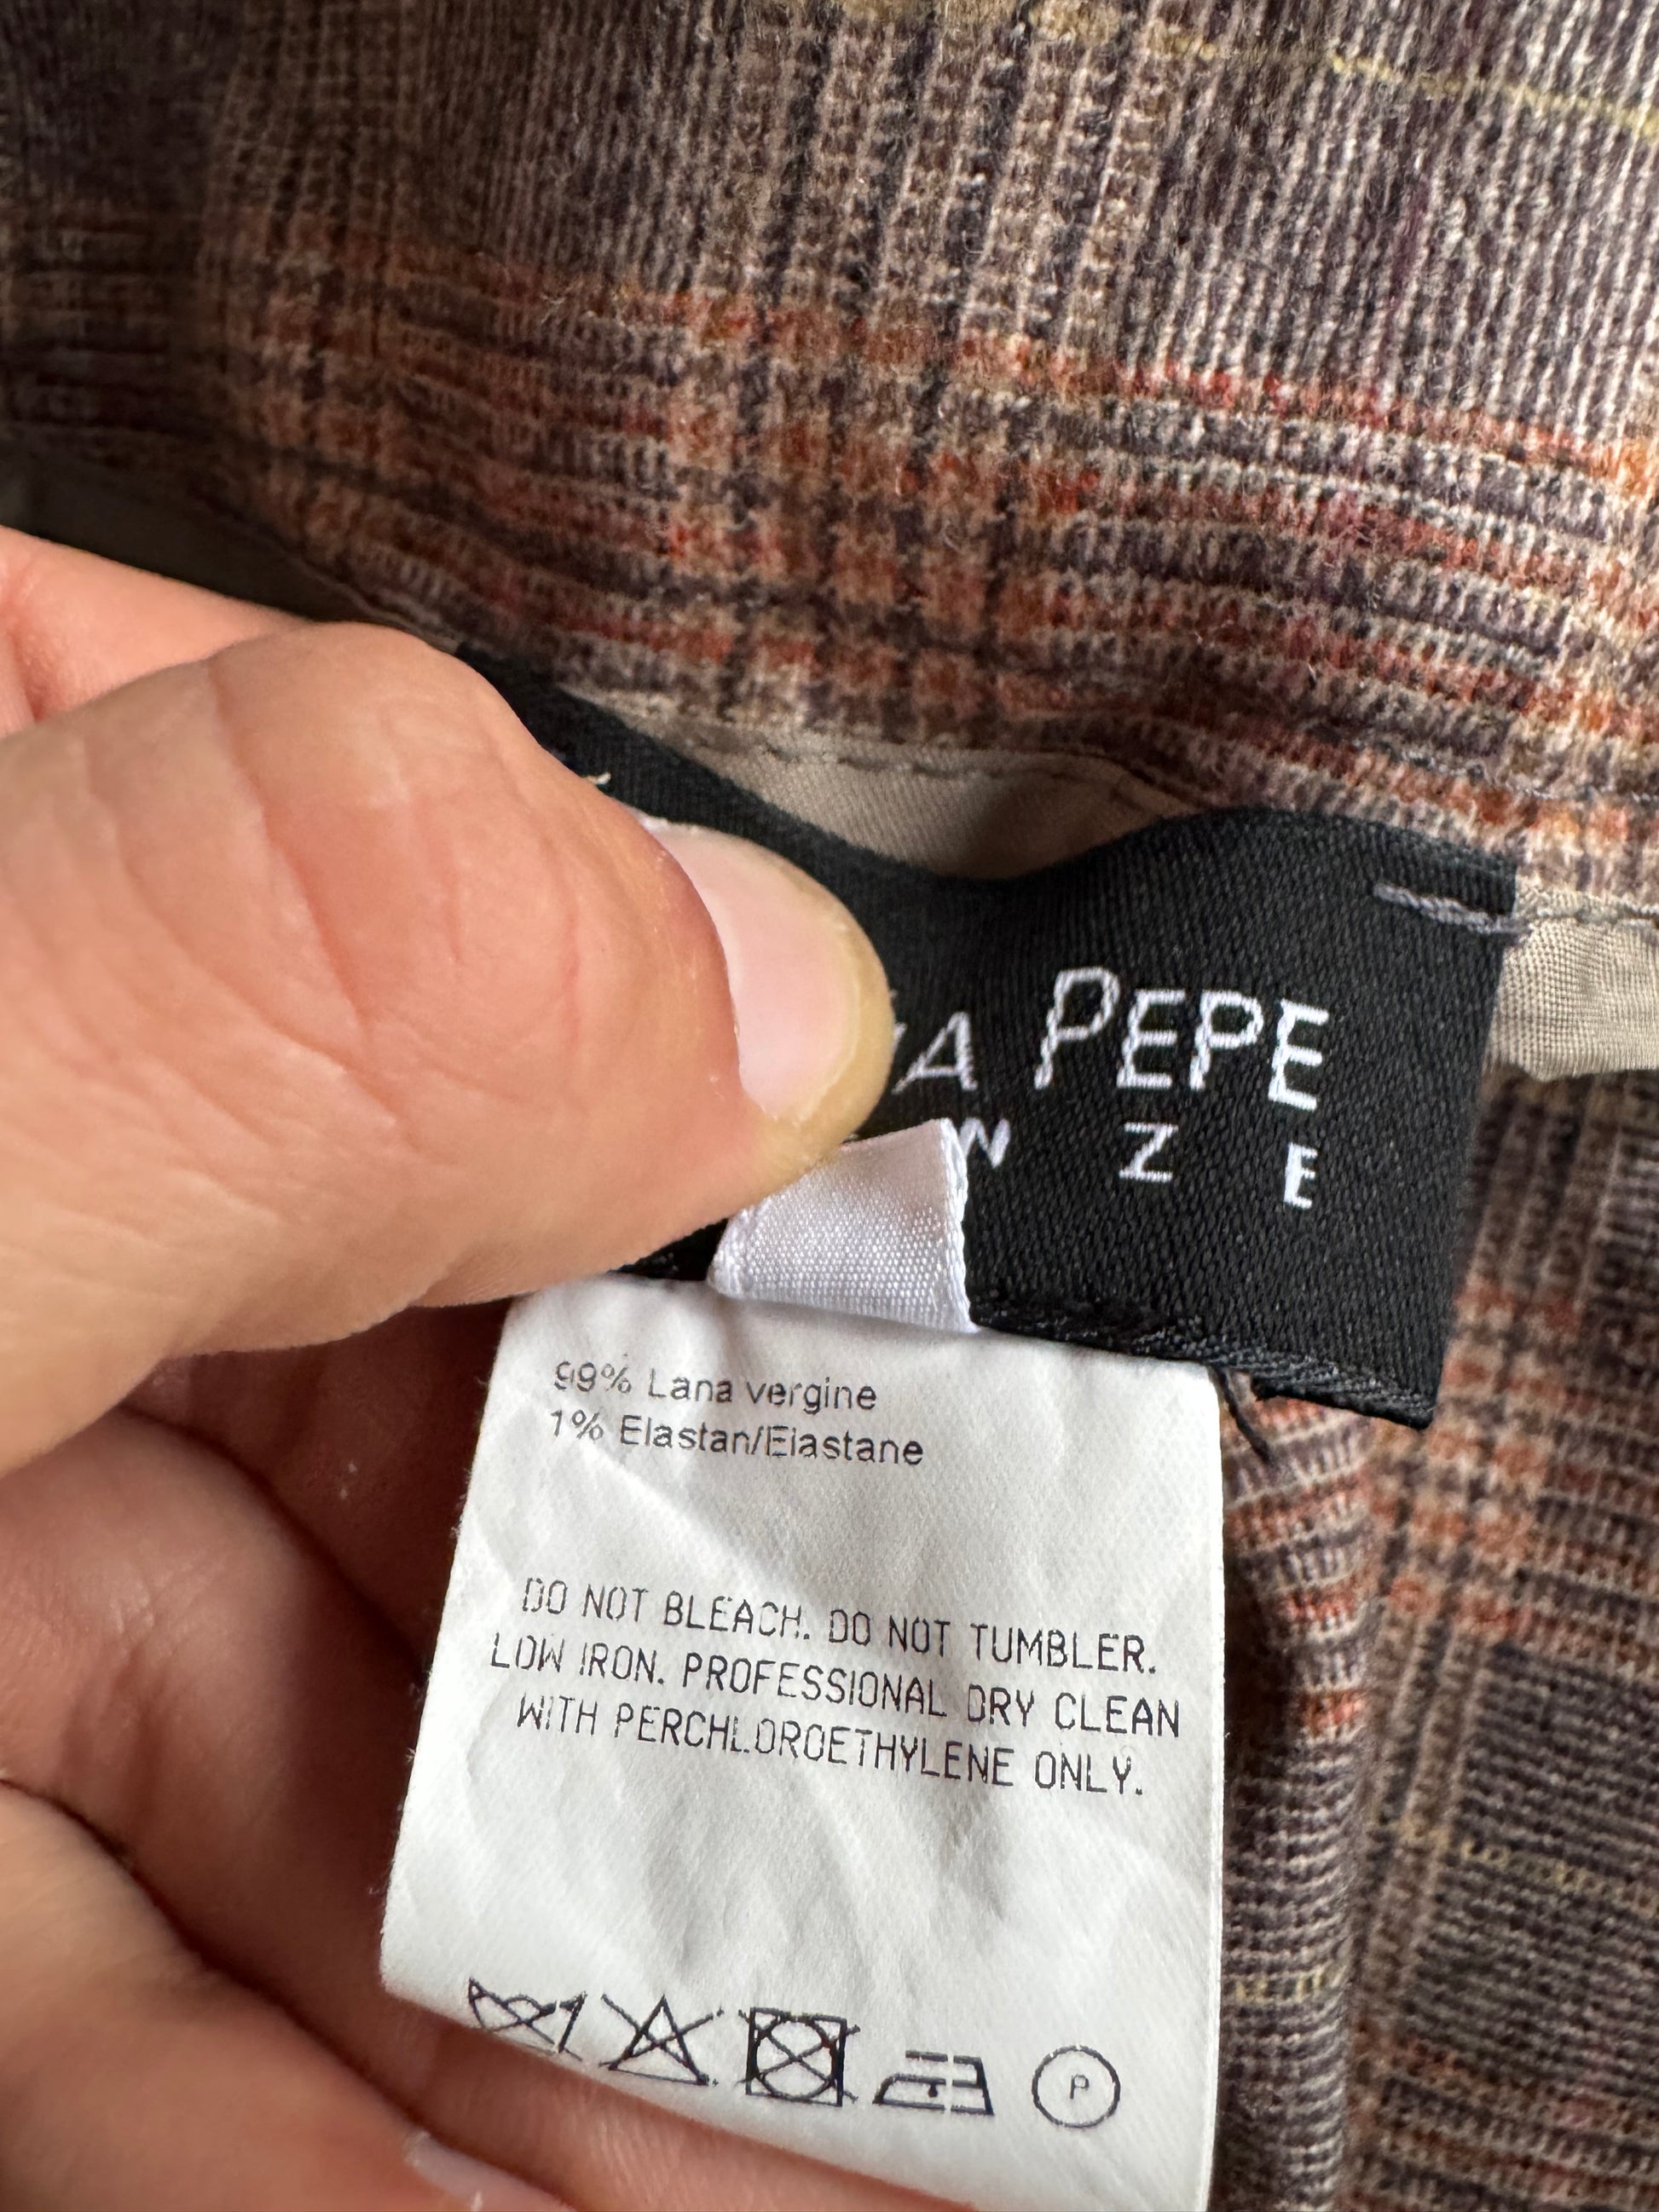 PEPE
N Z E
99% Lana vergine
1% Elastan/Elastane
DO NOT BLEACH. DO NOT TUMBLER.
LOW IRON. PROFESSIONAL DRY CLEAN
WITH PERCHLOROETHYLENE ONLY.
P